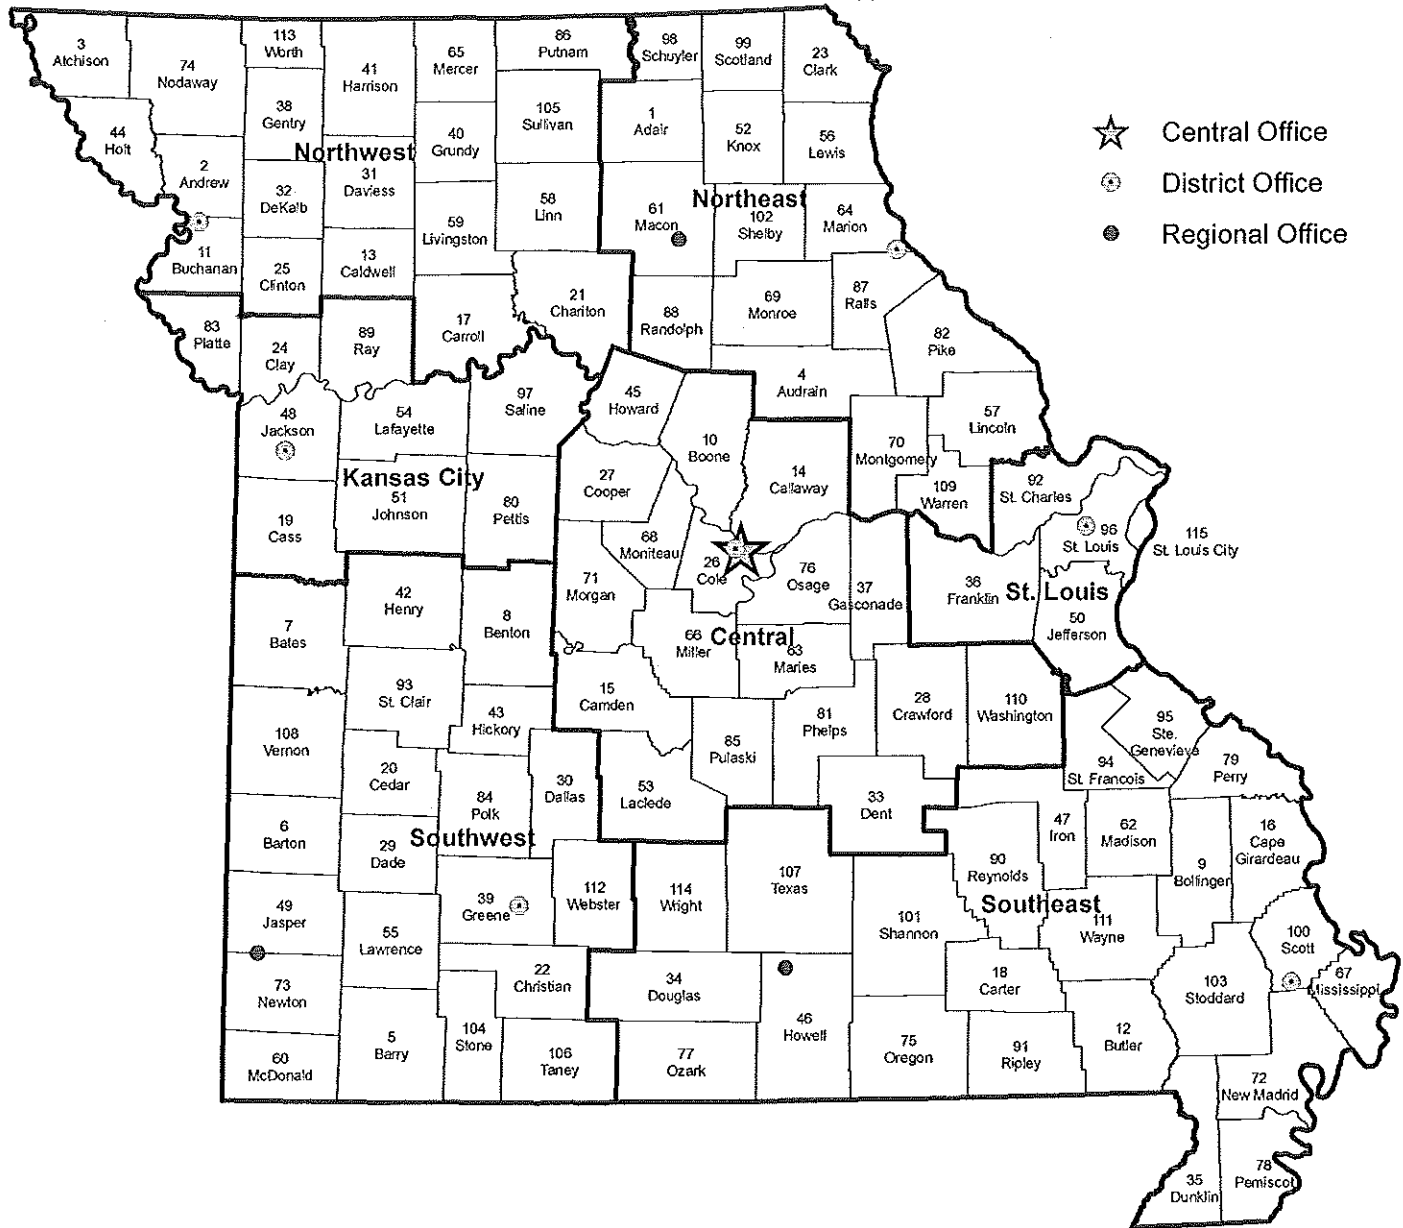 3
Atchison
74
Nodaway
113
Worth
41
Harrison
65
Mercer
86
Putnam
98
Schuyler
99
Scotland
23
Clark
44
Holt
38
Gentry
40
Grundy
105
Sullivan
1
Adair
52
Knox
56
Lewis
Central Office
District Office
Regional Office
Northwest
2
Andrew
32
DeKalb
31
Daviess
59
Livingston
58
Linn
61
Macon
Northeast
102
Shelby
64
Marion
11
Buchanan
25
Clinton
13
Caldwell
21
Chariton
88
Randolph
69
Monroe
87
Ralls
83
Platte
24
Clay
89
Ray
17
Carroll
82
Pike
4
Audrain
48
Jackson
54
Lafayette
97
Saline
45
Howard
10
Boone
57
Lincoln
70
Montgomery
Kansas City
27
Cooper
14
Callaway
109
Warren
92
St. Charles
19
Cass
51
Johnson
80
Pettis
68
Moniteau
26
Cole
96
St. Louis
115
St. Louis City
71
Morgan
76
Osage
37
Gasconade
36
Franklin
St. Louis
50
Jefferson
7
Bates
42
Henry
8
Benton
66
Miller
Central
63
Maries
93
St. Clair
43
Hickory
15
Camden
85
Pulaski
81
Phelps
28
Crawford
110
Washington
95
Ste.
Genevieve
94
St. Francois
79
Perry
108
Vernon
20
Cedar
84
Polk
30
Dallas
53
Laclede
33
Dent
47
Iron
62
Madison
16
Cape
Girardeau
6
Barton
29
Dade
Southwest
107
Texas
90
Reynolds
9
Bollinger
49
Jasper
55
Lawrence
39
Greene
112
Webster
114
Wright
101
Shannon
Southeast
111
Wayne
100
Scott
73
Newton
22
Christian
34
Douglas
18
Carter
103
Stoddard
67
Mississippi
60
McDonald
5
Barry
104
Stone
106
Taney
77
Ozark
46
Howell
75
Oregon
91
Ripley
12
Butler
72
New Madrid
35
Dunklin
78
Pemiscot